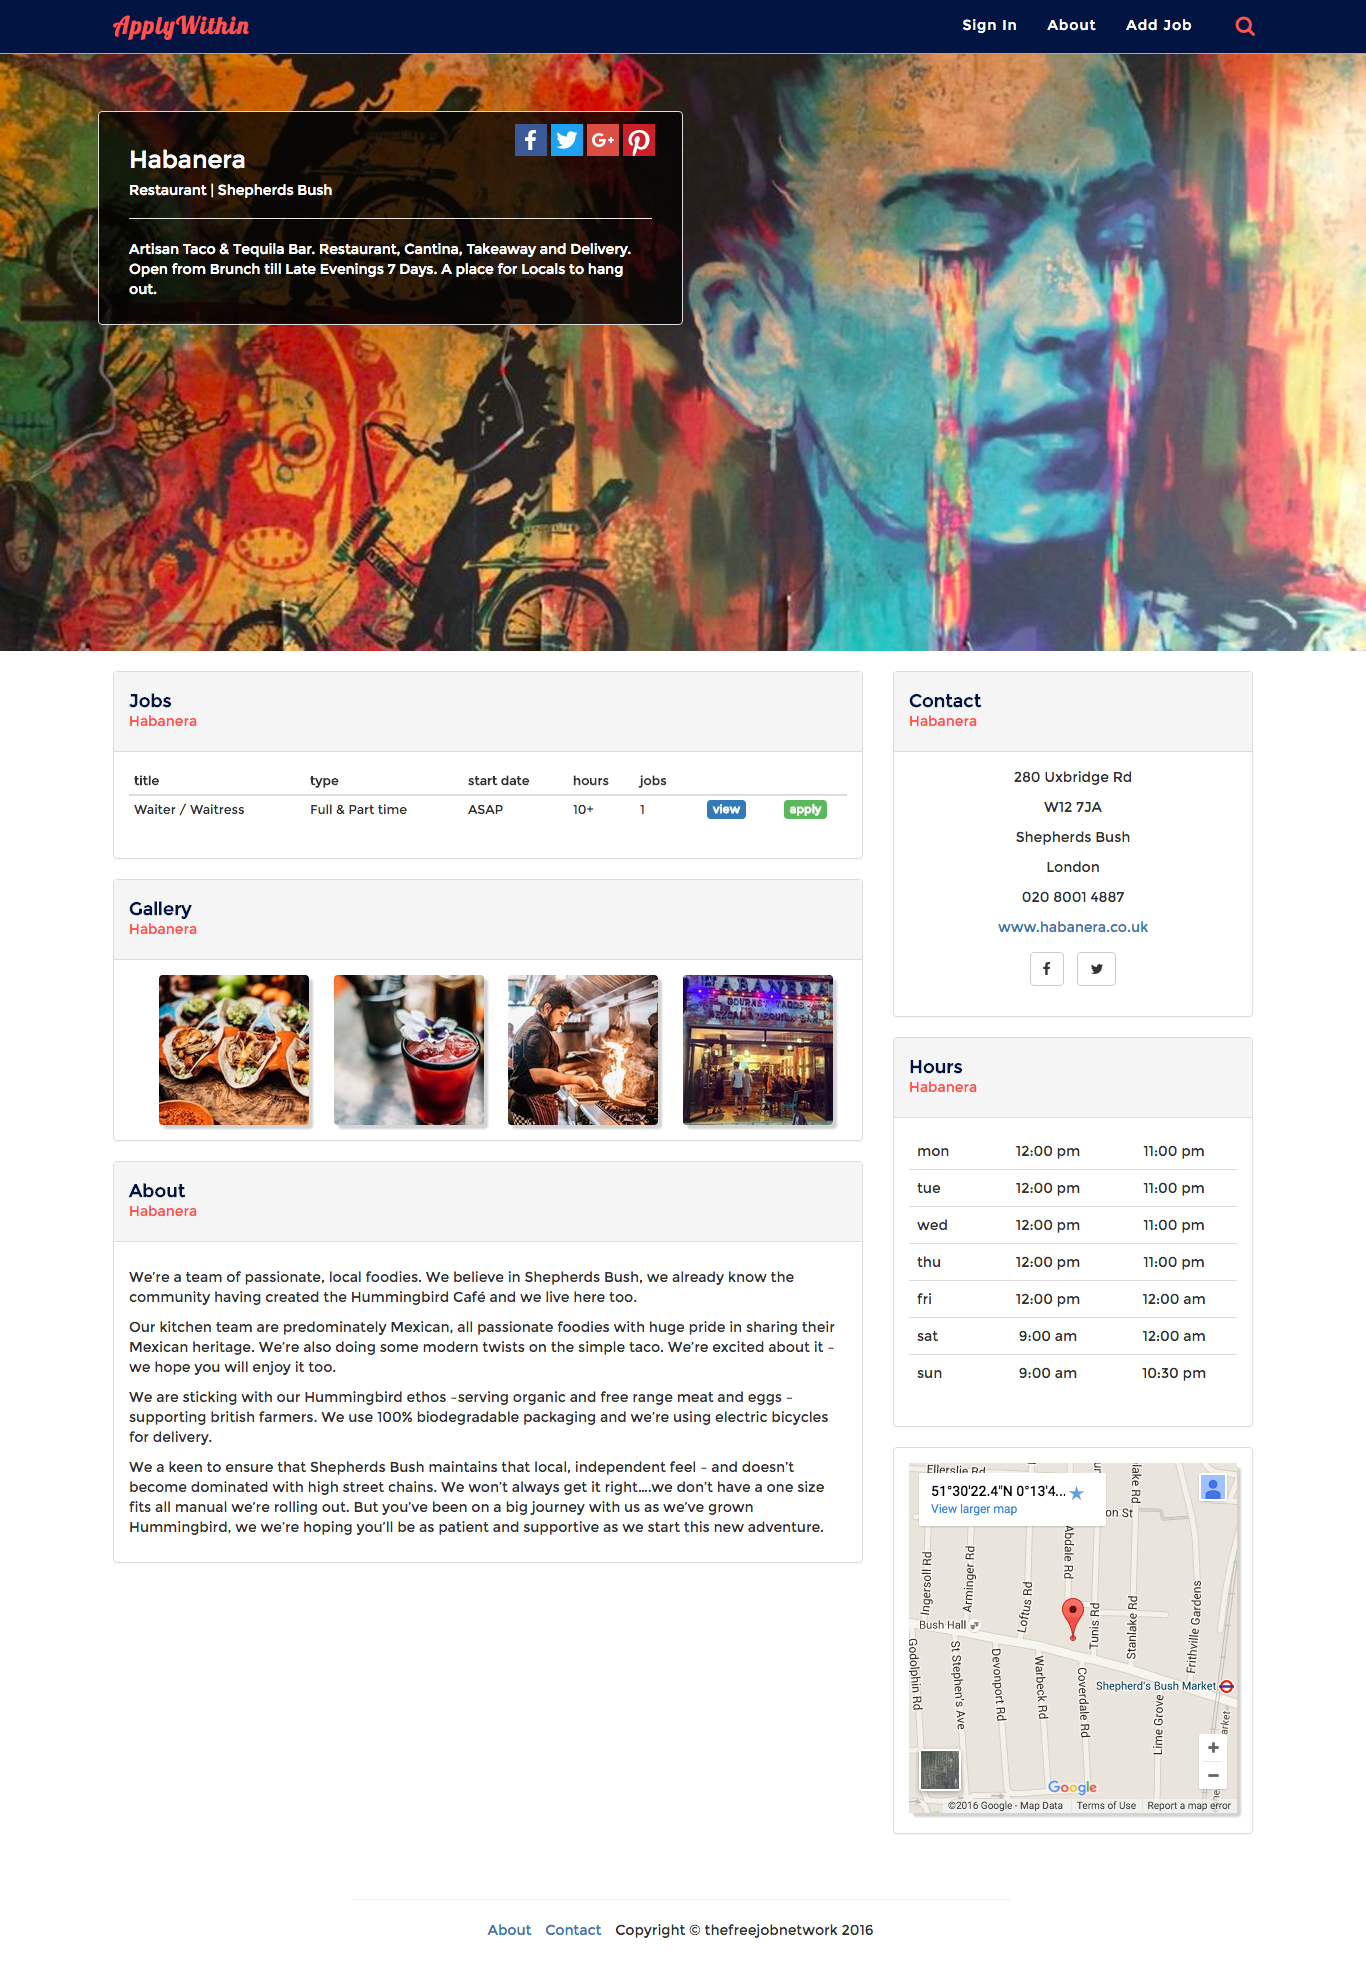 ApplyWithin
Sign In About Add Job
Habanera
Restaurant | Shepherds Bush
Artisan Taco & Tequila Bar. Restaurant, Cantina, Takeaway and Delivery.
Open from Brunch till Late Evenings 7 Days. A place for Locals to hang
out.
Jobs
Habanera
title type start date hours jobs
Waiter / Waitress Full & Part time ASAP 10+ 1 view apply
Gallery
Habanera
HABANERA
GOURMET TACOS
MEZCAL & TEQUILA BAR
About
Habanera
We're a team of passionate, local foodies. We believe in Shepherds Bush, we already know the
community having created the Hummingbird Café and we live here too.
Our kitchen team are predominately Mexican, all passionate foodies with huge pride in sharing their
Mexican heritage. We're also doing some modern twists on the simple taco. We're excited about it –
we hope you will enjoy it too.
We are sticking with our Hummingbird ethos –serving organic and free range meat and eggs –
supporting british farmers. We use 100% biodegradable packaging and we're using electric bicycles
for delivery.
We a keen to ensure that Shepherds Bush maintains that local, independent feel – and doesn't
become dominated with high street chains. We won't always get it right….we don't have a one size
fits all manual we're rolling out. But you've been on a big journey with us as we've grown
Hummingbird, we we're hoping you'll be as patient and supportive as we start this new adventure.
Contact
Habanera
280 Uxbridge Rd
W12 7JA
Shepherds Bush
London
020 8001 4887
www.habanera.co.uk
Hours
Habanera
mon 12:00 pm 11:00 pm
tue 12:00 pm 11:00 pm
wed 12:00 pm 11:00 pm
thu 12:00 pm 11:00 pm
fri 12:00 pm 12:00 am
sat 9:00 am 12:00 am
sun 9:00 am 10:30 pm
Ellerslie Rd
51°30'22.4"N 0°13'4...
View larger map
lake Rd
on St
Abdale Rd
Ingersoll Rd
Arminger Rd
Loftus Rd
Tunis Rd
Stanlake Rd
Frithville Gardens
Bush Hall
Godolphin Rd
St Stephen's Ave
Devonport Rd
Warbeck Rd
Coverdale Rd
Shepherd's Bush Market
Lime Grove
arket
Google
©2016 Google - Map Data Terms of Use Report a map error
About Contact Copyright © thefreejobnetwork 2016